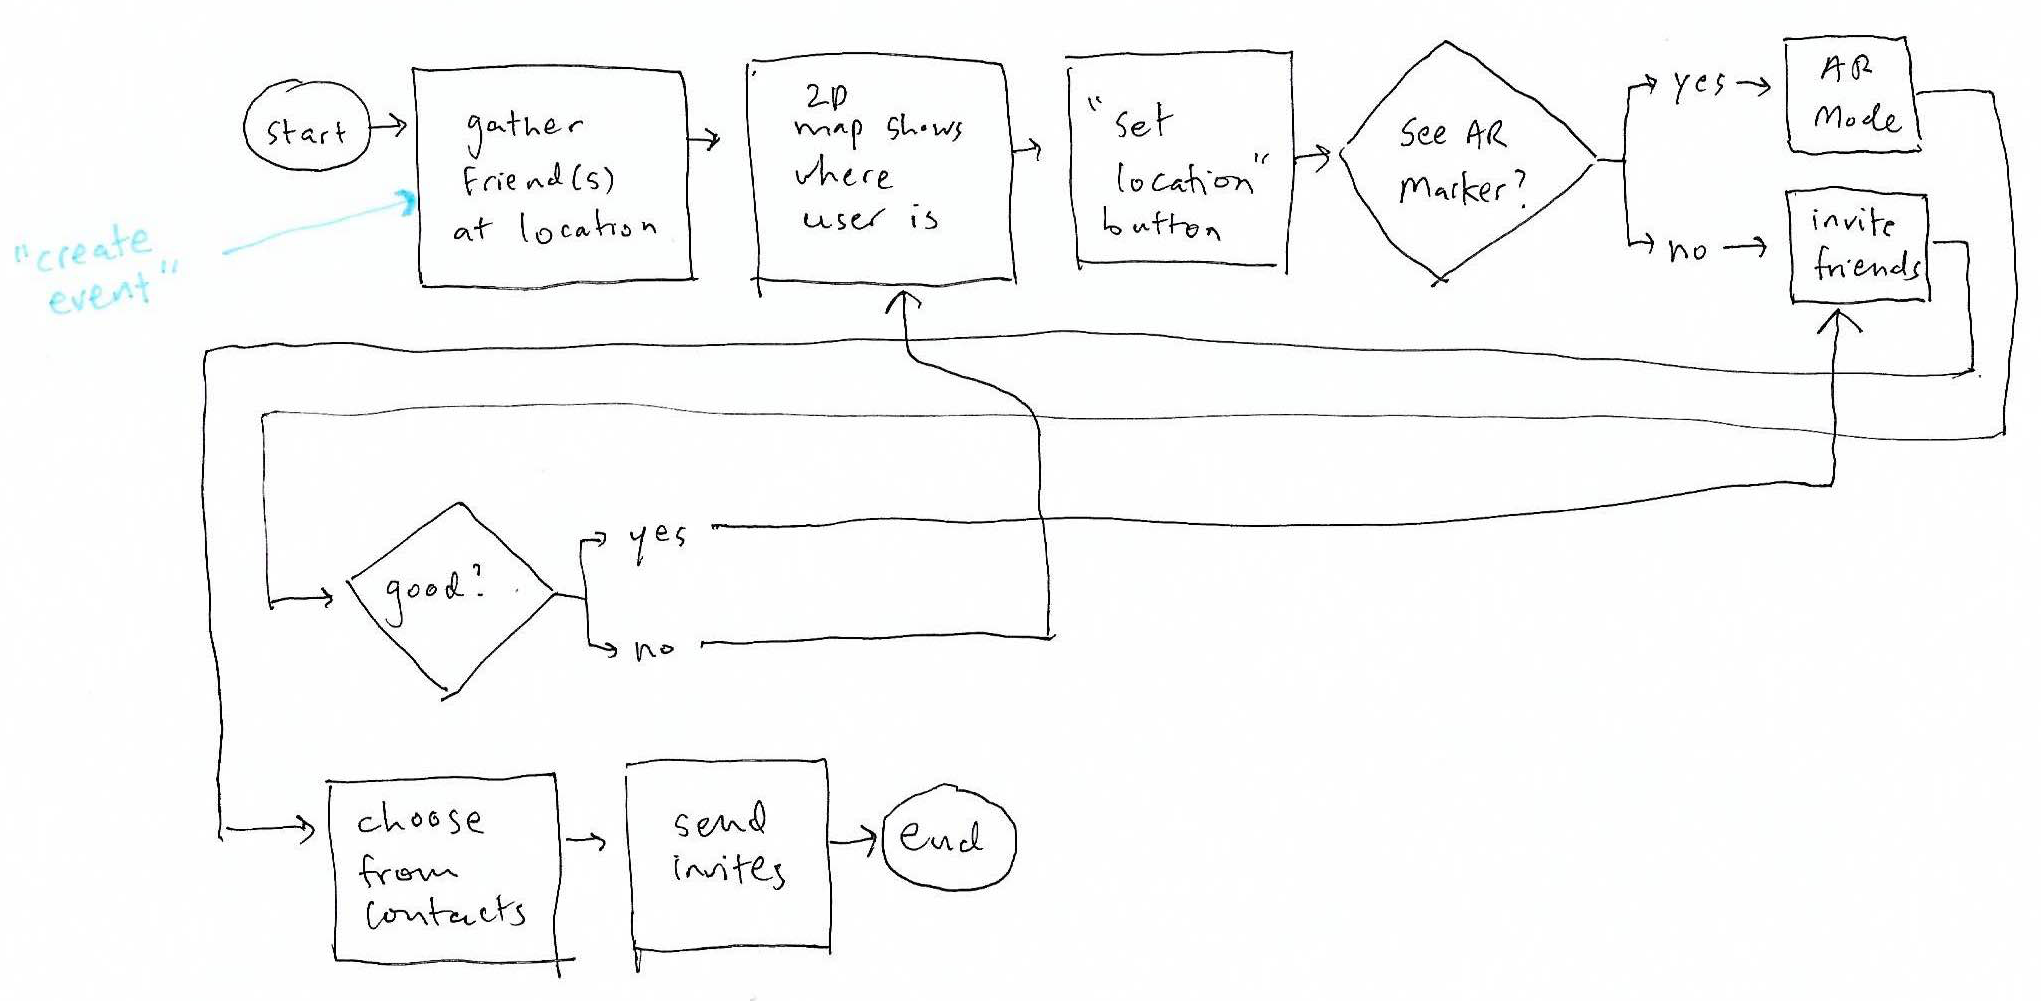 start
gather
Friend(s)
at location
2D
map shows
where
user is
"set
location"
button
See AR
Marker?
yes
AR
Mode
no
invite
friends
"create
event"
good?
yes
no
choose
from
contacts
send
invites
end